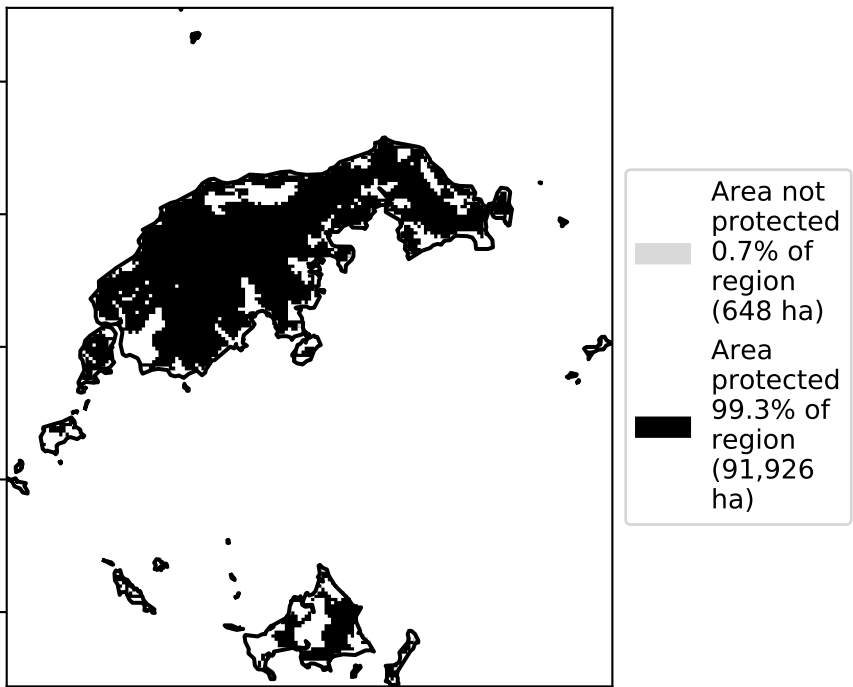 Area not
protected
0.7% of
region
(648 ha)
Area
protected
99.3% of
region
(91,926
ha)